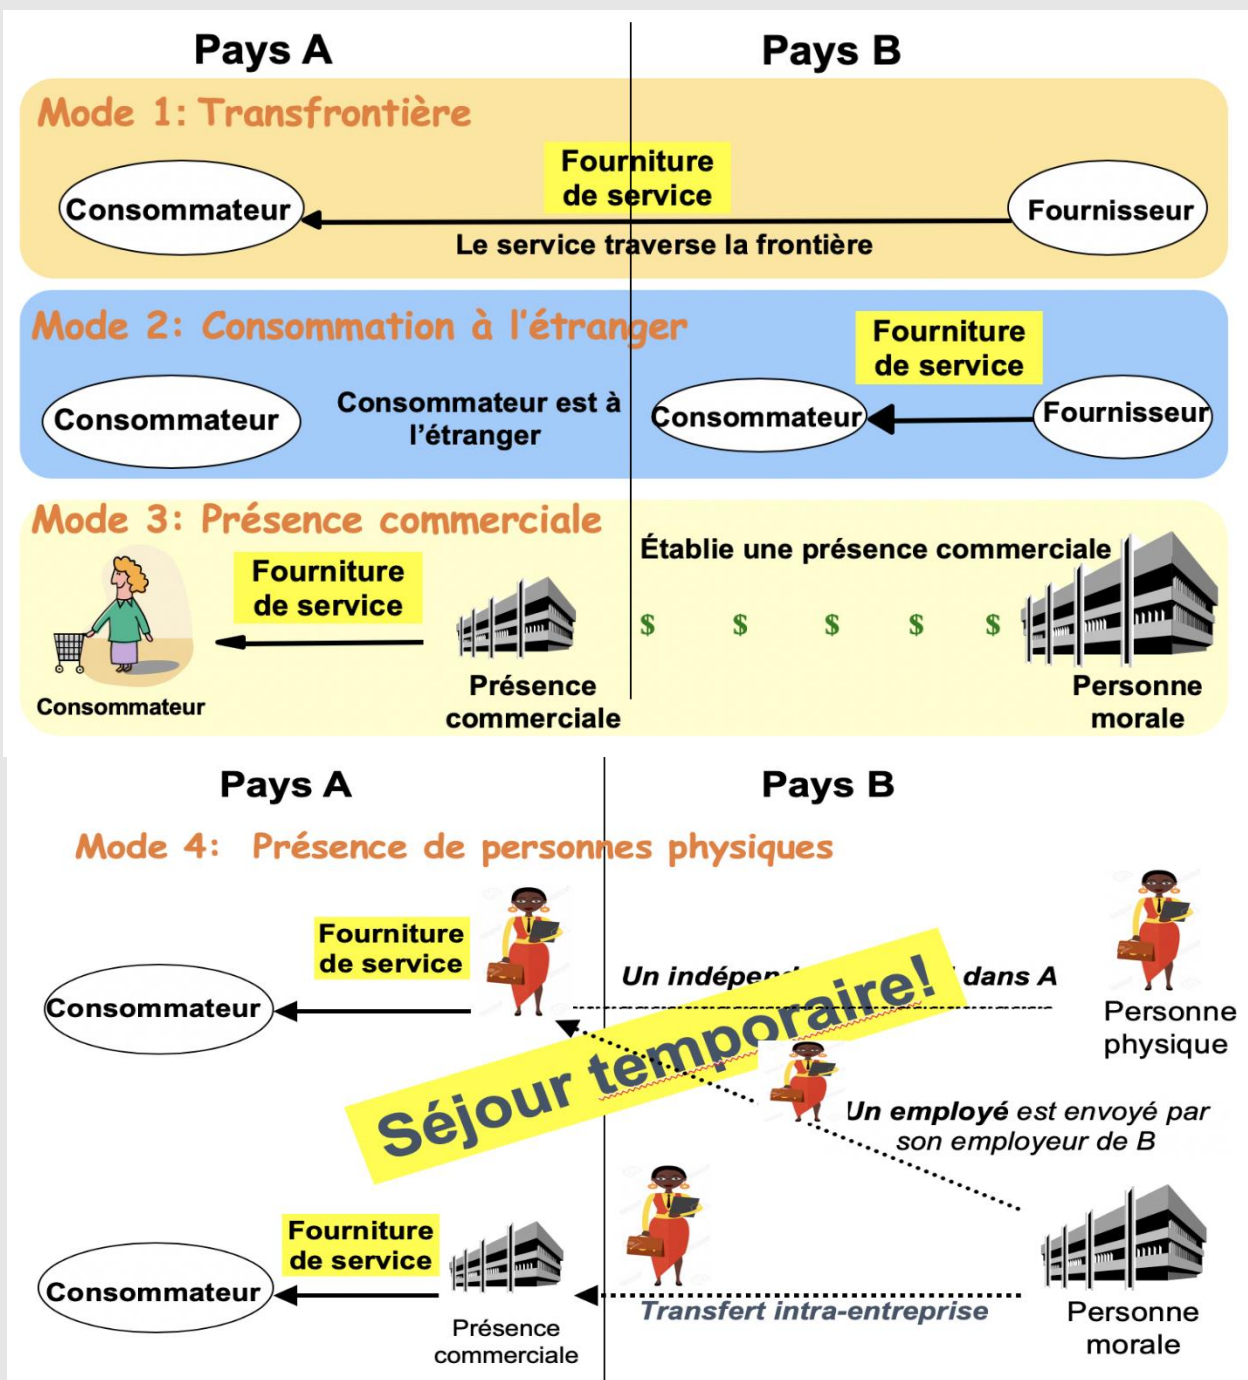 Pays A
Pays B
Mode 1: Transfrontière
Fourniture
de service
Consommateur
Fournisseur
Le service traverse la frontière
Mode 2: Consommation à l'étranger
Fourniture
de service
Consommateur
Consommateur est à
l'étranger
Consommateur
Fournisseur
Mode 3: Présence commerciale
Établie une présence commerciale
Fourniture
de service
$ $ $ $ $
Consommateur
Présence
commerciale
Personne
morale
Pays A
Pays B
Mode 4: Présence de personnes physiques
Fourniture
de service
Consommateur
Un dans A
Personne
physique
Séjour temporaire!
Un employé est envoyé par
son employeur de B
Fourniture
de service
Consommateur
Présence
commerciale
Transfert intra-entreprise
Personne
morale